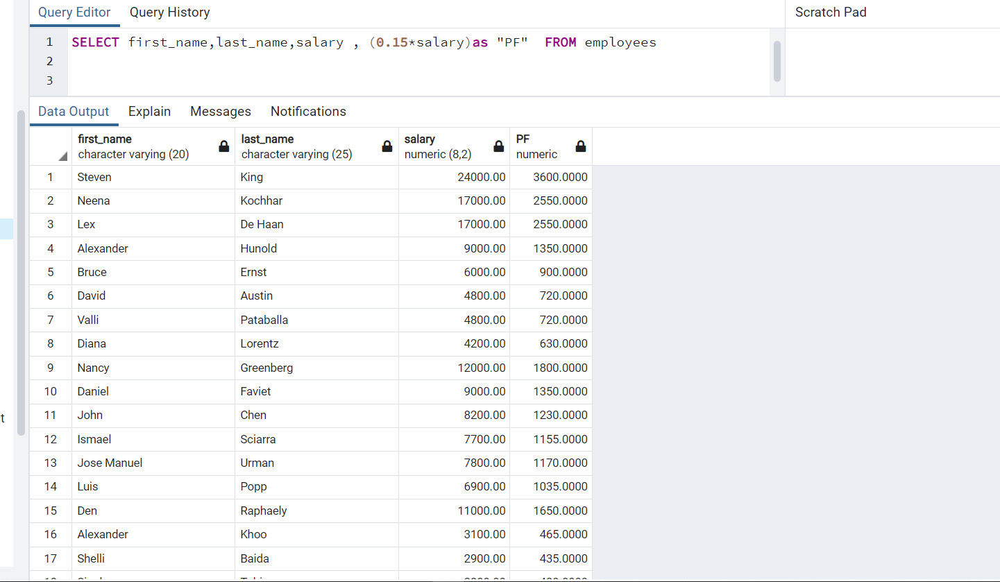 Query Editor Query History Scratch Pad
1 SELECT first_name,last_name,salary , (0.15*salary)as "PF" FROM employees
2
3
Data Output Explain Messages Notifications
first_name last_name salary PF
character varying (20) character varying (25) numeric (8,2) numeric
1 Steven King 24000.00 3600.0000
2 Neena Kochhar 17000.00 2550.0000
3 Lex De Haan 17000.00 2550.0000
4 Alexander Hunold 9000.00 1350.0000
5 Bruce Ernst 6000.00 900.0000
6 David Austin 4800.00 720.0000
7 Valli Pataballa 4800.00 720.0000
8 Diana Lorentz 4200.00 630.0000
9 Nancy Greenberg 12000.00 1800.0000
10 Daniel Faviet 9000.00 1350.0000
11 John Chen 8200.00 1230.0000
t
12 Ismael Sciarra 7700.00 1155.0000
13 Jose Manuel Urman 7800.00 1170.0000
14 Luis Popp 6900.00 1035.0000
15 Den Raphaely 11000.00 1650.0000
16 Alexander Khoo 3100.00 465.0000
17 Shelli Baida 2900.00 435.0000